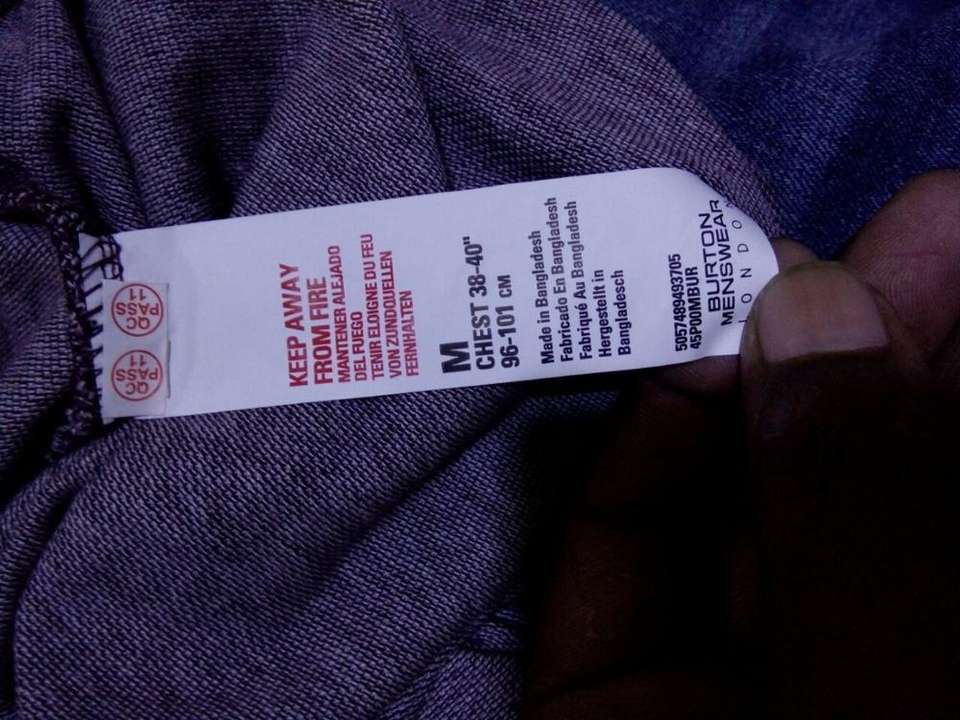 QC
PASS
11
QC
PASS
11
KEEP AWAY
FROM FIRE
MANTENER ALEJADO
DEL FUEGO
TENIR ELOIGNE DU FEU
VON ZUNDQUELLEN
FERNHALTEN
M
CHEST 38-40"
96-101 CM
Made in Bangladesh
Fabricado En Bangladesh
Fabriqué Au Bangladesh
Hergestellt in
Bangladesch
5057489493705
45P00MBUR
BURTON
MENSWEAR
LONDON